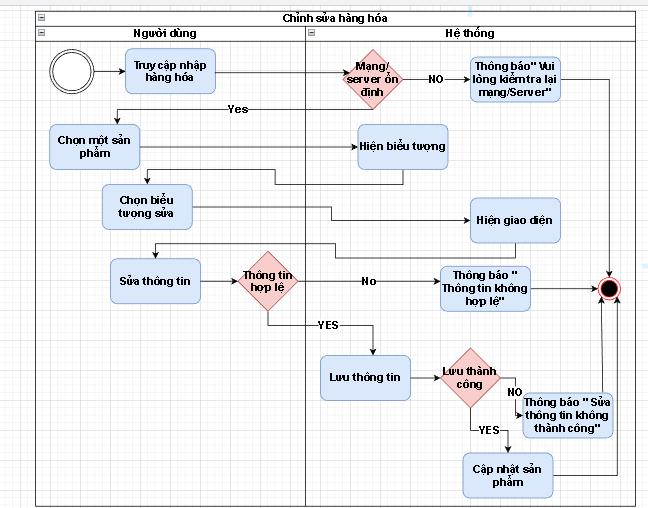 Chỉnh sửa hàng hóa
Người dùng
Hệ thống
Truy cập nhập
hàng hóa
Mạng/
server ổn
định
NO
Thông báo" Vui
lòng kiểm tra lại
mạng/Server"
Yes
Chọn một sản
phẩm
Hiện biểu tượng
Chọn biểu
tượng sửa
Hiện giao diện
Sửa thông tin
Thông tin
hợp lệ
No
Thông báo "
Thông tin không
hợp lệ"
YES
Lưu thông tin
Lưu thành
công
NO
Thông báo " Sửa
thông tin không
thành công"
YES
Cập nhật sản
phẩm